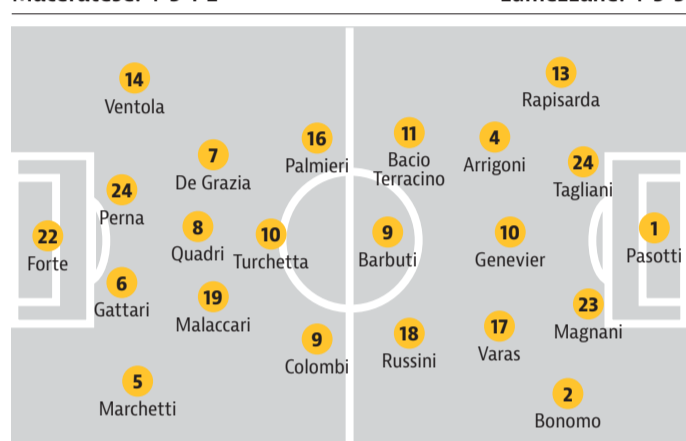 14
Ventola
13
Rapisarda
7
De Grazia
16
Palmieri
11
Bacio
Terracino
4
Arrigoni
24
Tagliani
24
Perna
8
Quadri
10
Turchetta
9
Barbuti
10
Genevier
1
Pasotti
22
Forte
6
Gattari
19
Malaccari
9
Colombi
18
Russini
17
Varas
23
Magnani
5
Marchetti
2
Bonomo